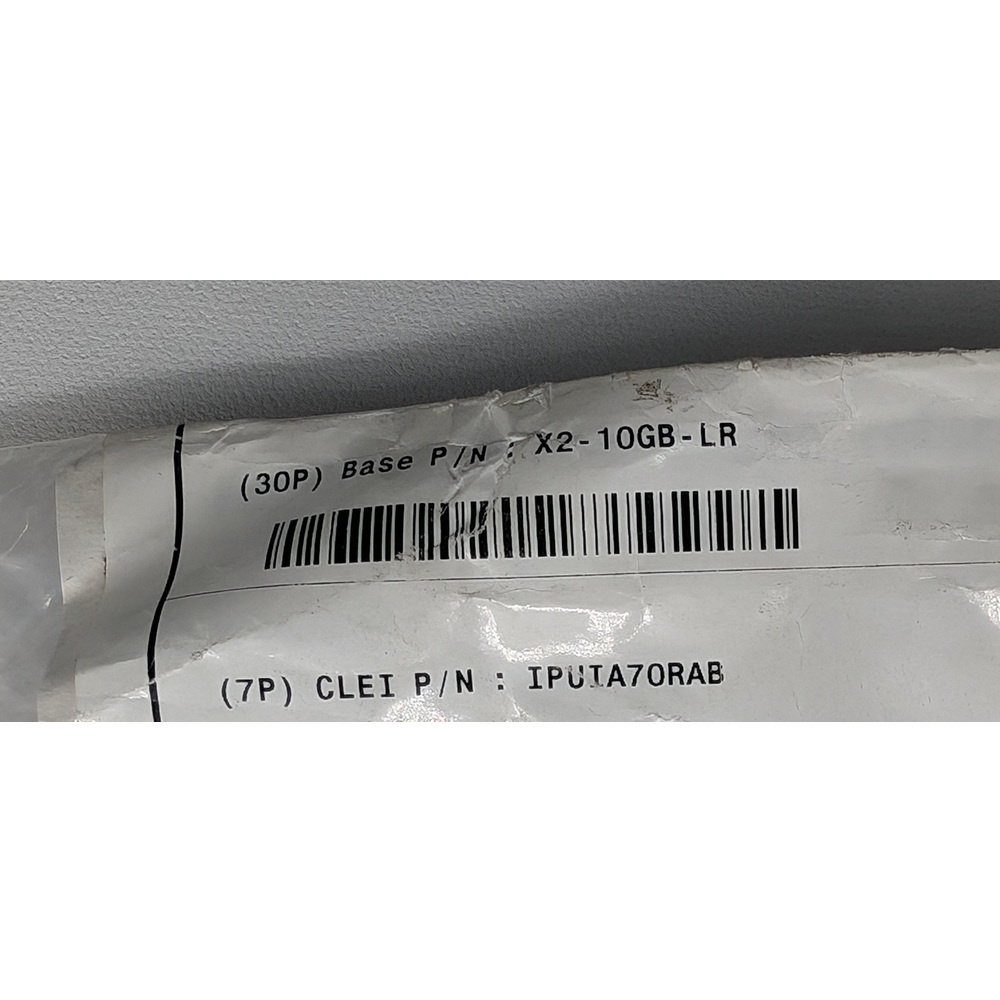 (30P) Base P/N : X2-10GB-LR
(7P) CLEI P/N : IPUIA70RAB